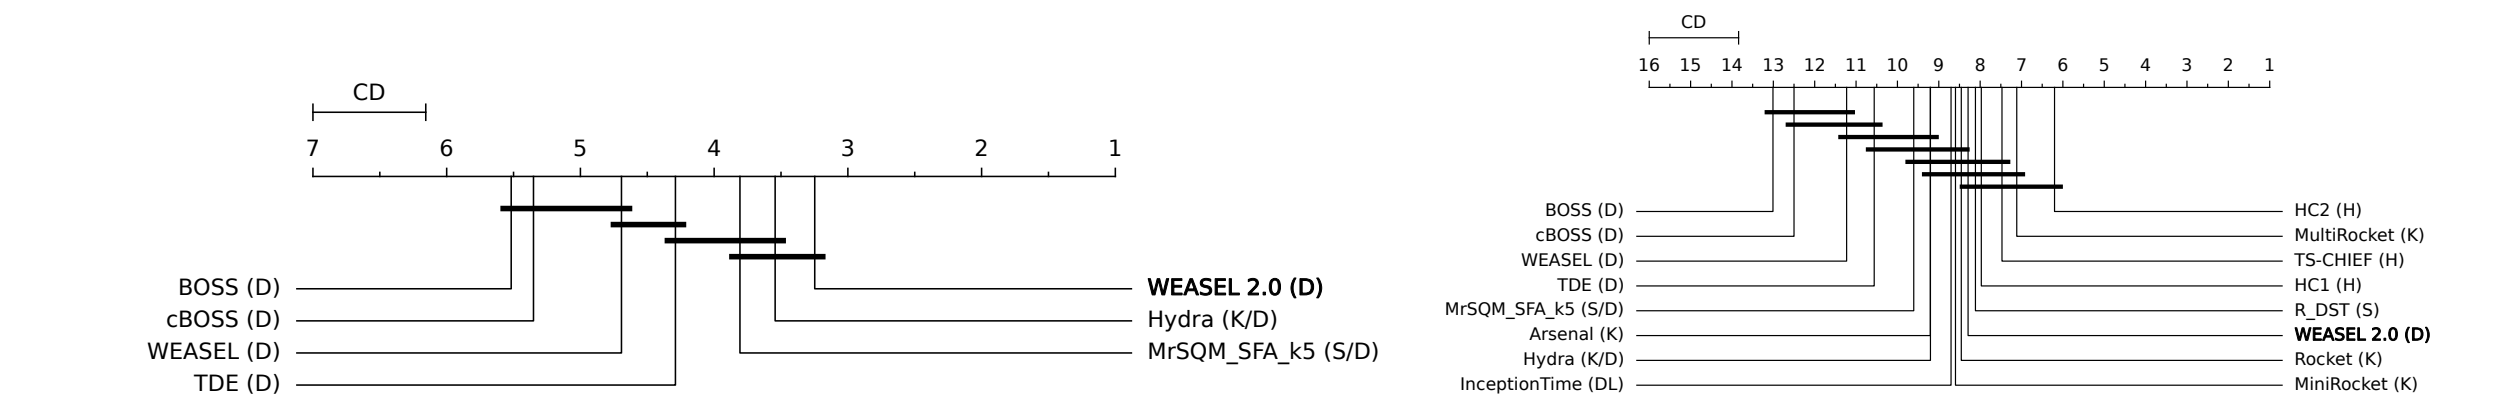 CD
7 6 5 4 3 2 1
BOSS (D)
cBOSS (D)
WEASEL (D)
TDE (D)
WEASEL 2.0 (D)
Hydra (K/D)
MrSQM_SFA_k5 (S/D)
CD
16 15 14 13 12 11 10 9 8 7 6 5 4 3 2 1
BOSS (D)
cBOSS (D)
WEASEL (D)
TDE (D)
MrSQM_SFA_k5 (S/D)
Arsenal (K)
Hydra (K/D)
InceptionTime (DL)
HC2 (H)
MultiRocket (K)
TS-CHIEF (H)
HC1 (H)
R_DST (S)
WEASEL 2.0 (D)
Rocket (K)
MiniRocket (K)